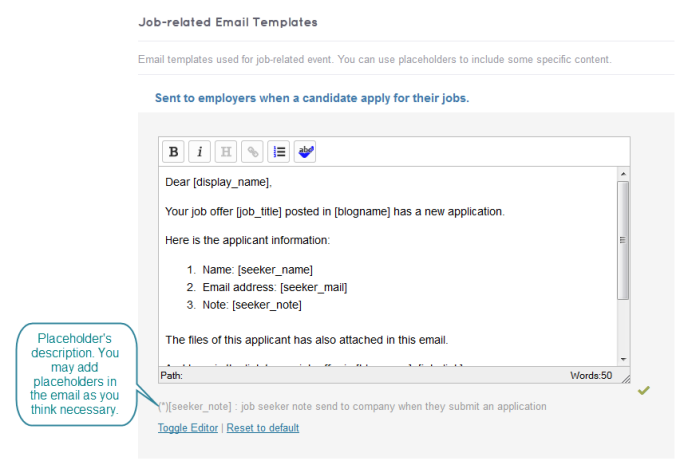 Job-related Email Templates
Email templates used for job-related event. You can use placeholders to include some specific content.
Sent to employers when a candidate apply for their jobs.
B i H abc
Dear [display_name],
Your job offer [job_title] posted in [blogname] has a new application.
Here is the applicant information:
1. Name: [seeker_name]
2. Email address: [seeker_mail]
3. Note: [seeker_note]
The files of this applicant has also attached in this email.
Path: Words:50
Placeholder's
description. You
may add
placeholders in
the email as you
think necessary.
(*)[seeker_note] : job seeker note send to company when they submit an application
Toggle Editor | Reset to default